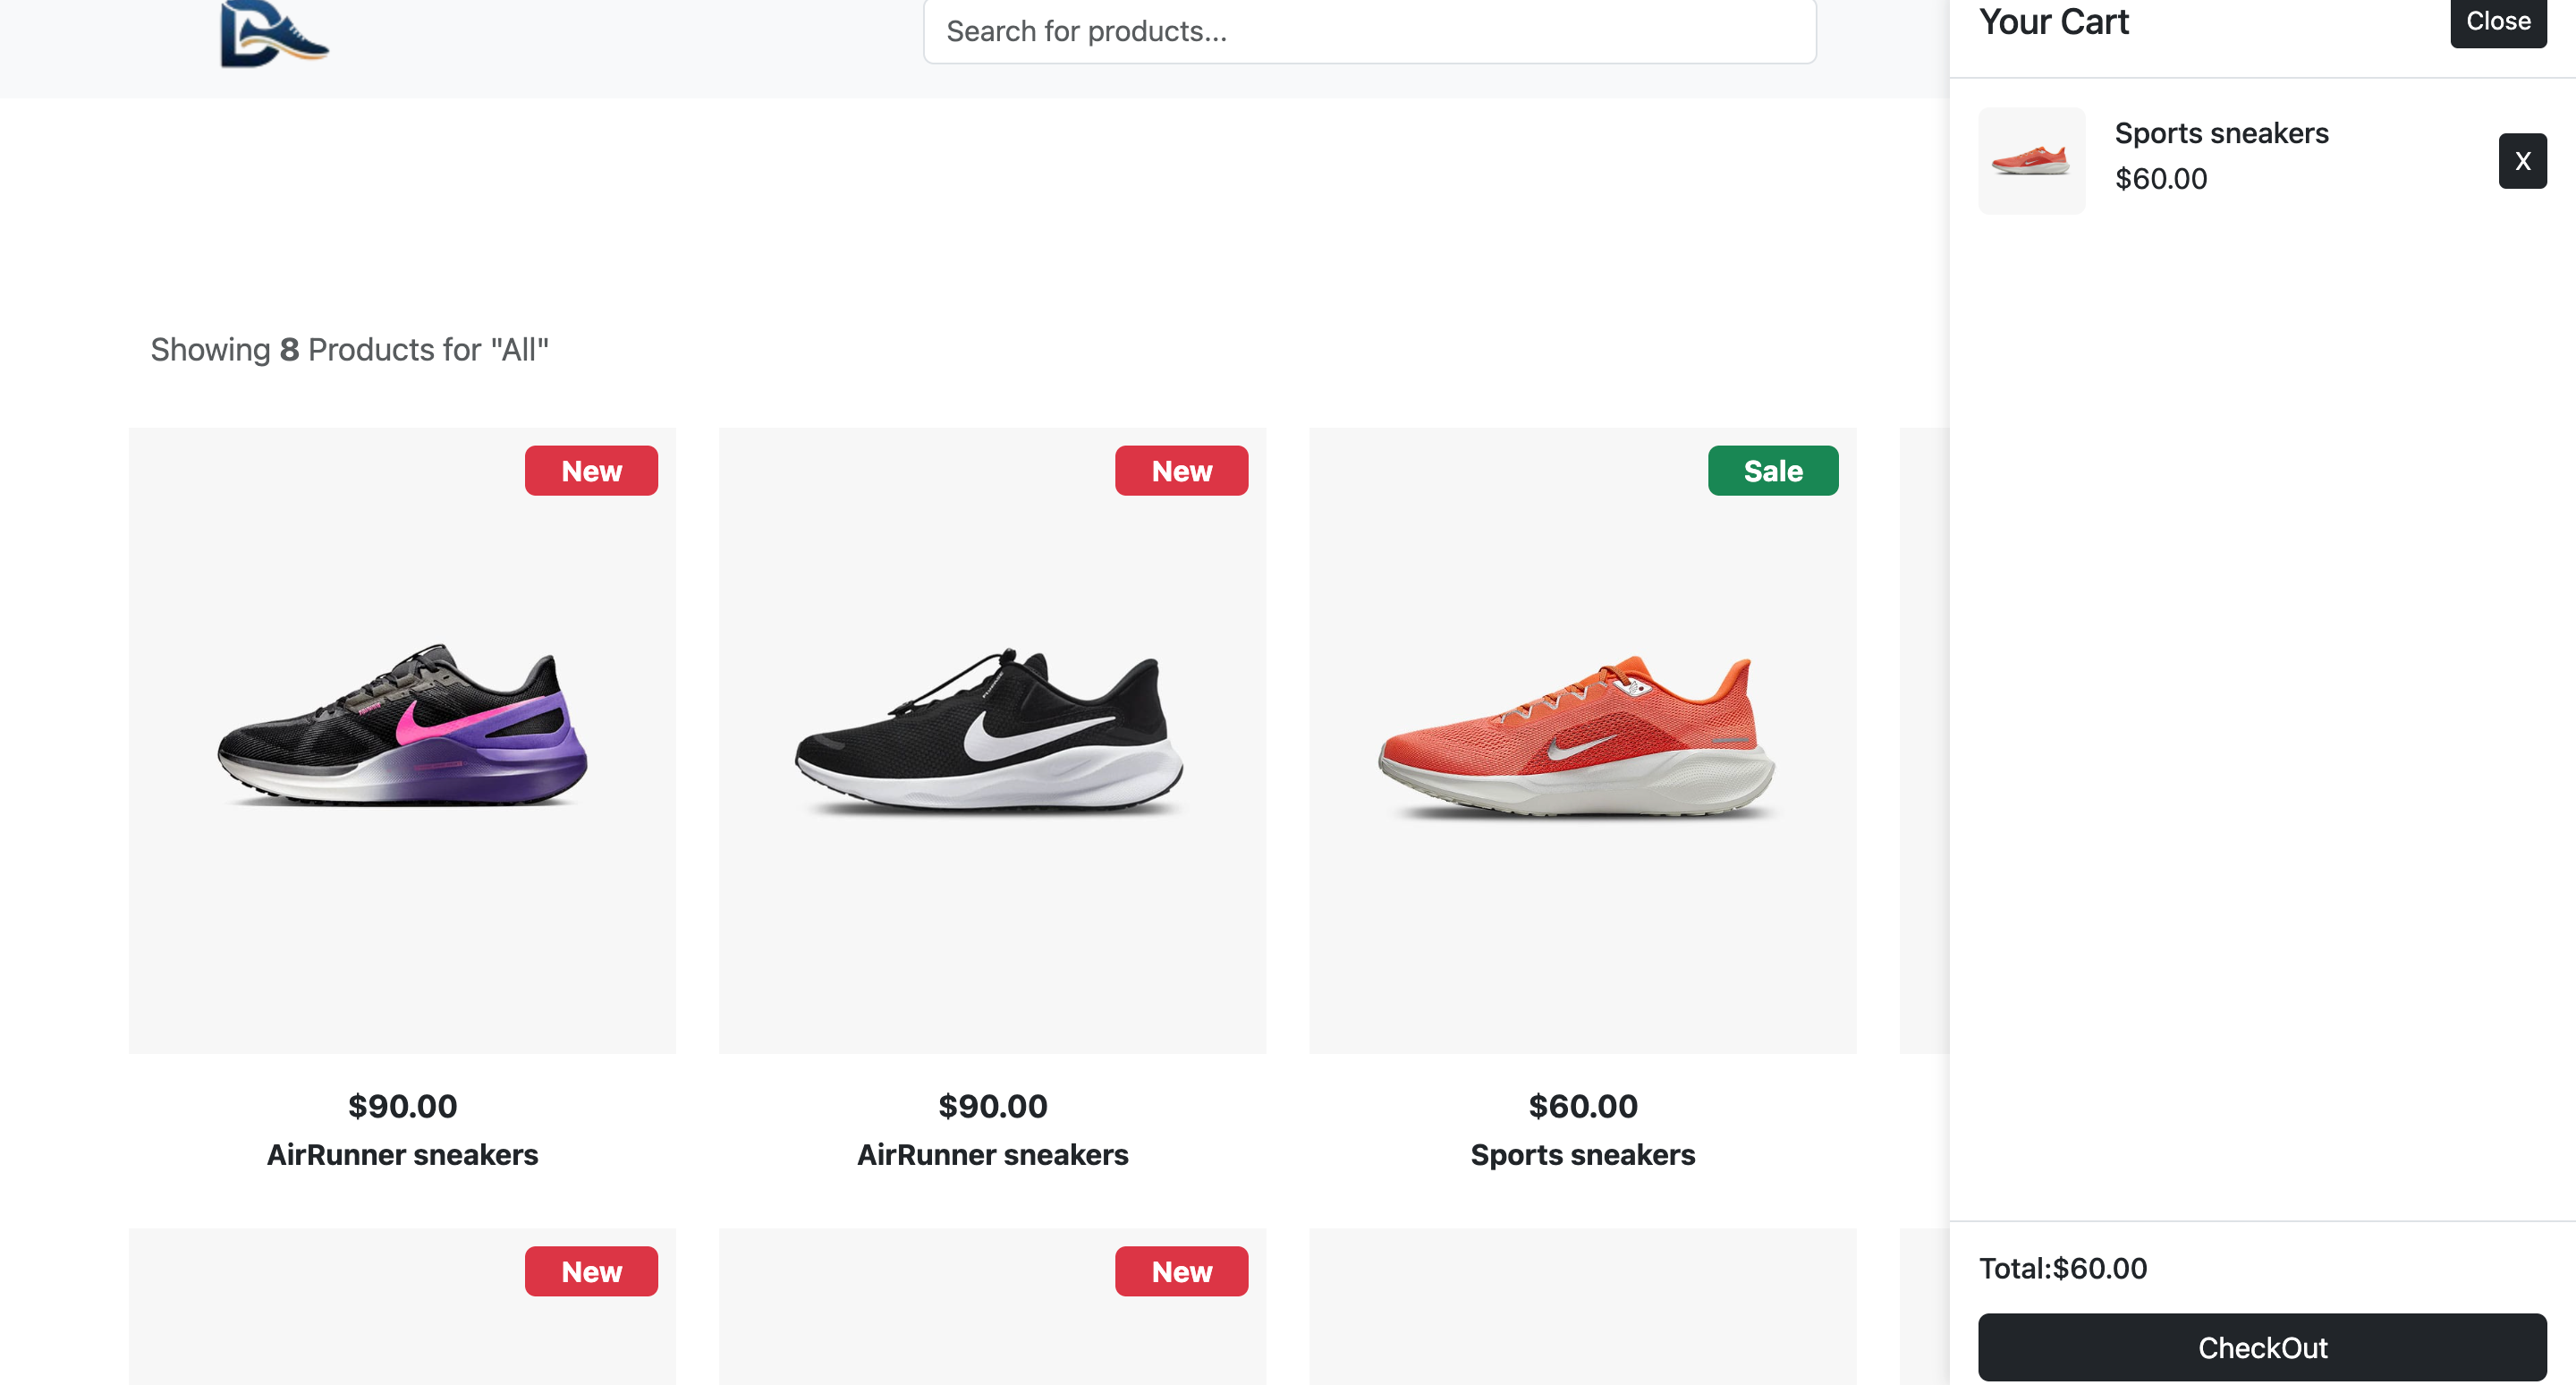 Search for products...
Your Cart
Close
Sports sneakers
$60.00
X
Showing 8 Products for "All"
New
New
Sale
$90.00
AirRunner sneakers
$90.00
AirRunner sneakers
$60.00
Sports sneakers
New
New
Total:$60.00
CheckOut